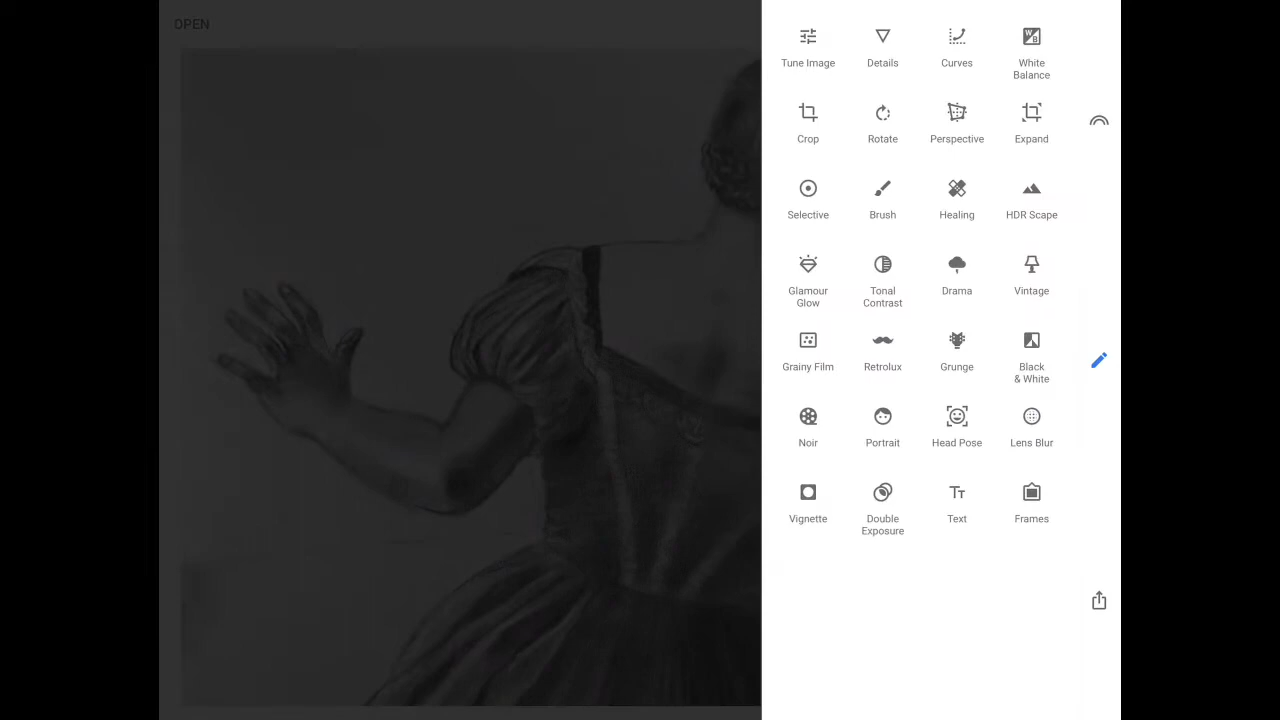 OPEN
Tune Image
Details
Curves
White
Balance
Crop
Rotate
Perspective
Expand
Selective
Brush
Healing
HDR Scape
Glamour
Glow
Tonal
Contrast
Drama
Vintage
Grainy Film
Retrolux
Grunge
Black
& White
Noir
Portrait
Head Pose
Lens Blur
Vignette
Double
Exposure
Text
Frames